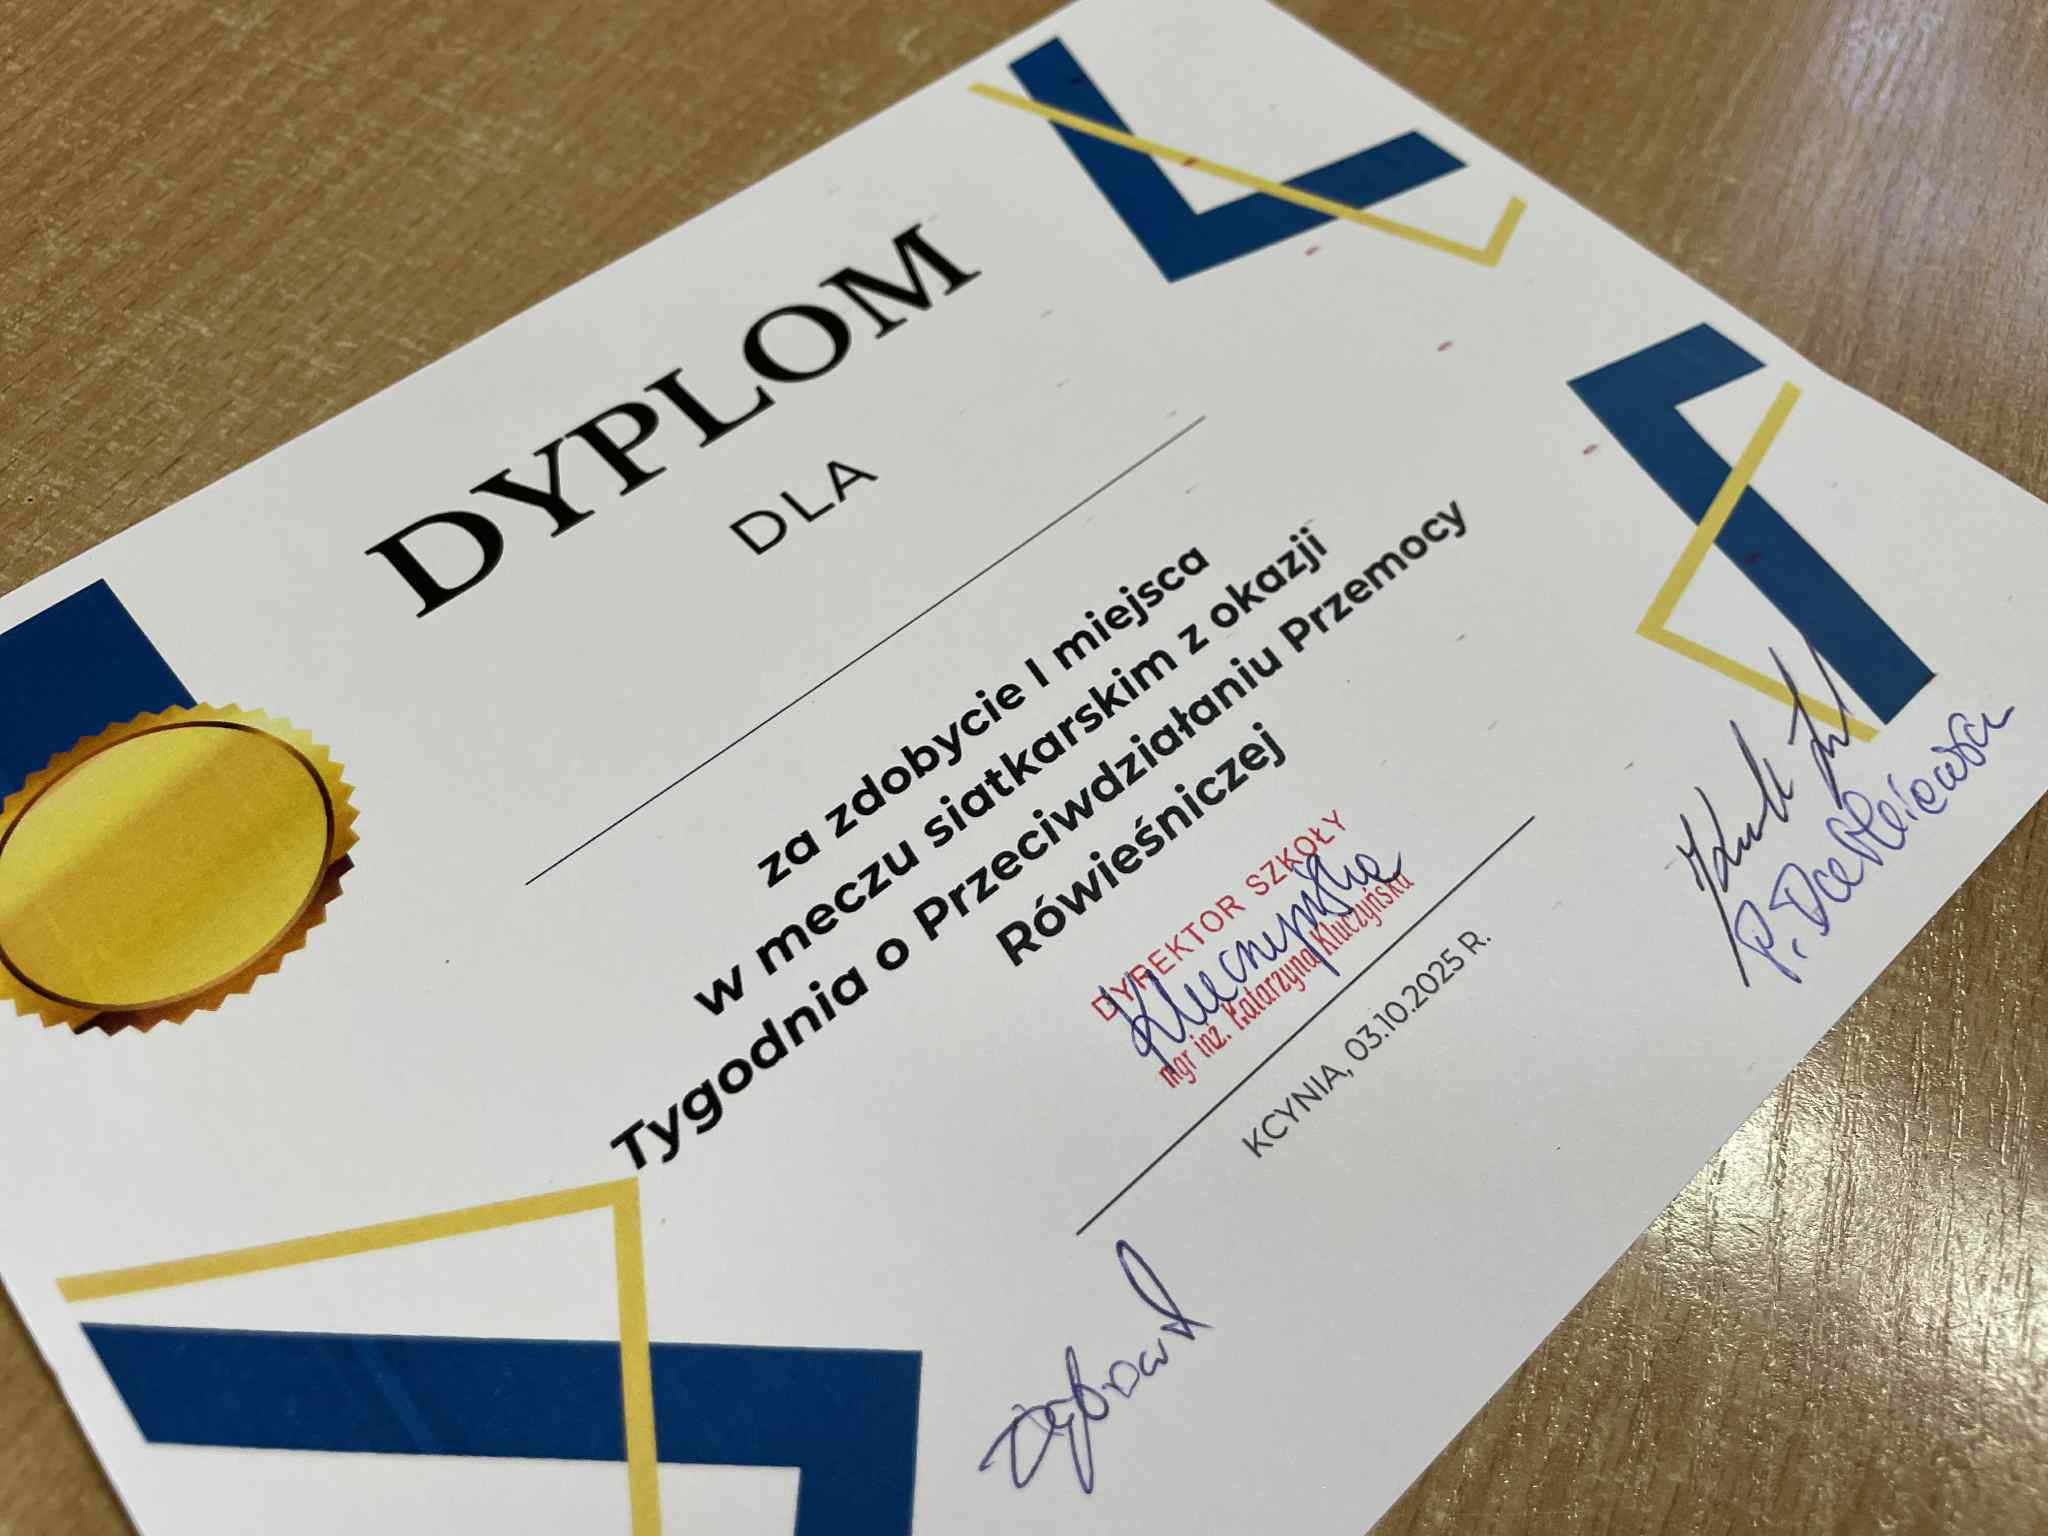 DYPLOM
DLA
za zdobycie I miejsca
w meczu siatkarskim z okazji
Tygodnia o Przeciwdziałaniu Przemocy
Rówieśniczej
DYREKTOR SZKOŁY
Kluczyńska
mgr inż. Katarzyna Kluczyńska
KCYNIA, 03.10.2025 R.